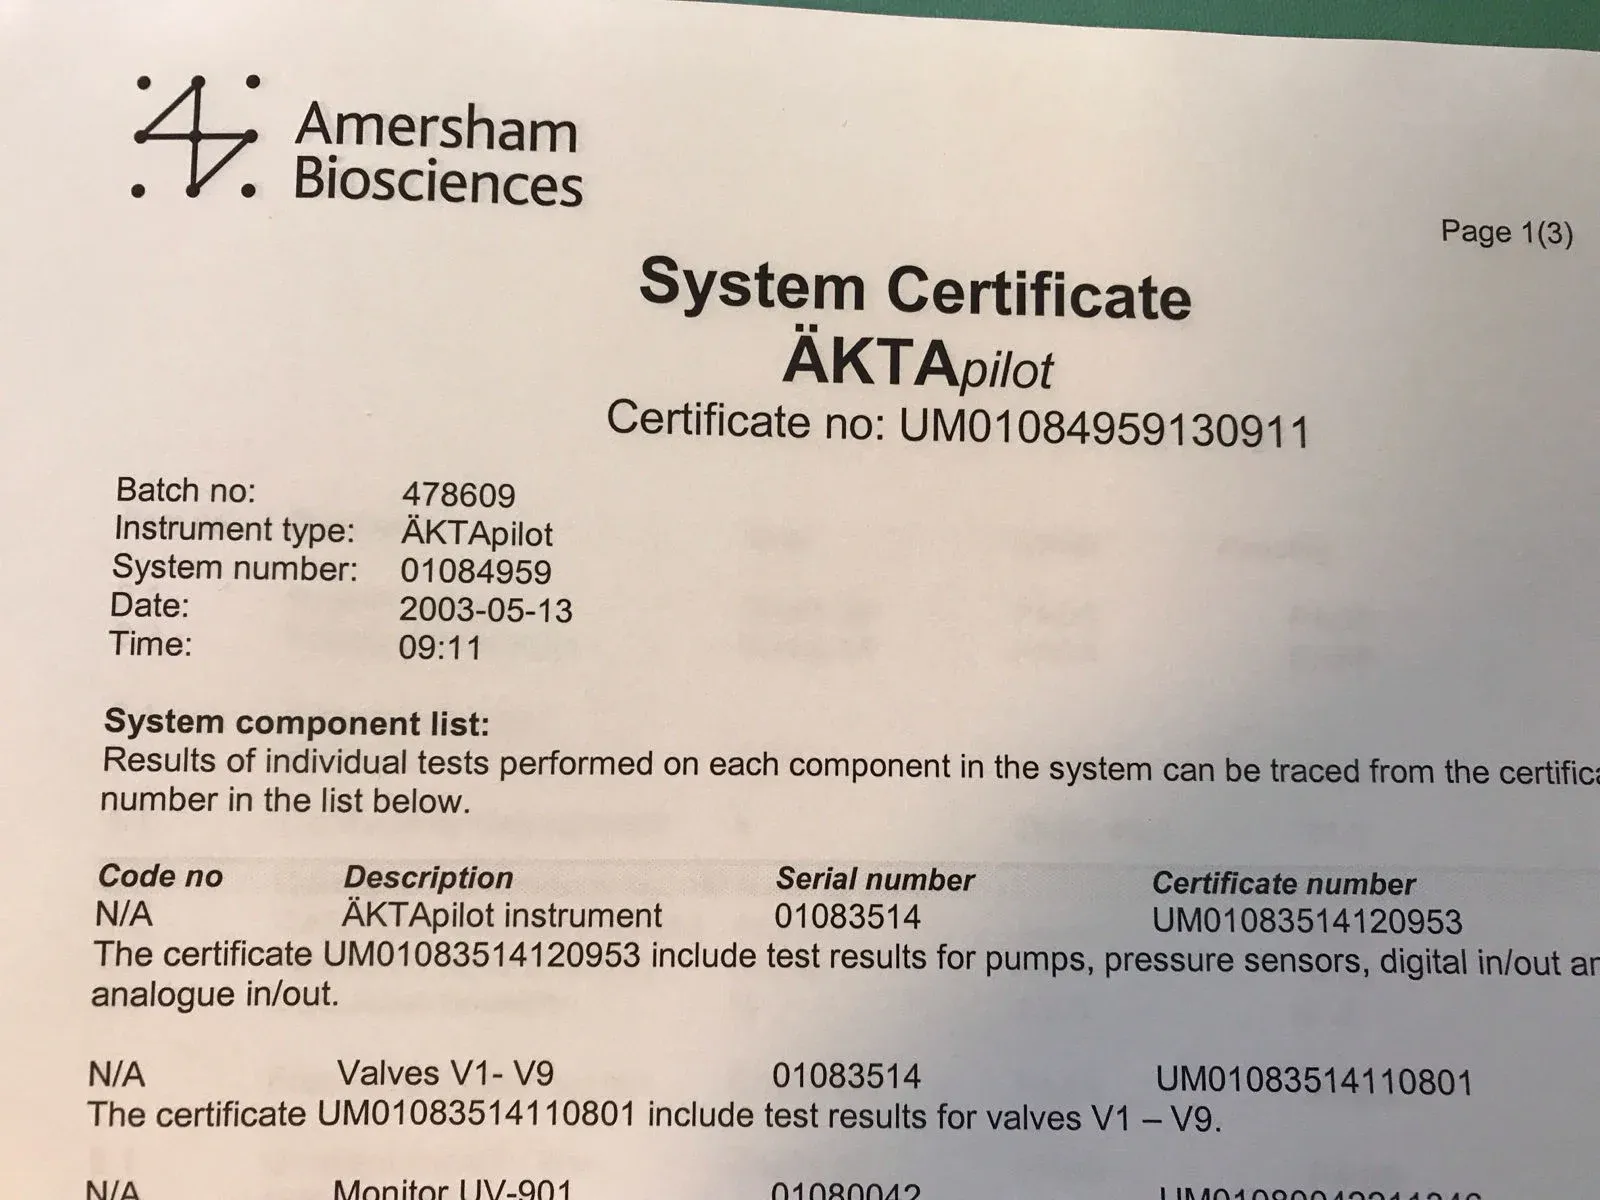 Amersham
Biosciences
Page 1(3)
System Certificate
ÄKTApilot
Certificate no: UM01084959130911
Batch no: 478609
Instrument type: ÄKTApilot
System number: 01084959
Date: 2003-05-13
Time: 09:11
System component list:
Results of individual tests performed on each component in the system can be traced from the
number in the list below.
Code no Description Serial number Certificate number
N/A ÄKTApilot instrument 01083514 UM01083514120953
The certificate UM01083514120953 include test results for pumps, pressure sensors, digital in/out
analogue in/out.
N/A Valves V1- V9 01083514 UM01083514110801
The certificate UM01083514110801 include test results for valves V1 – V9.
N/A Monitor UV-901 01080042